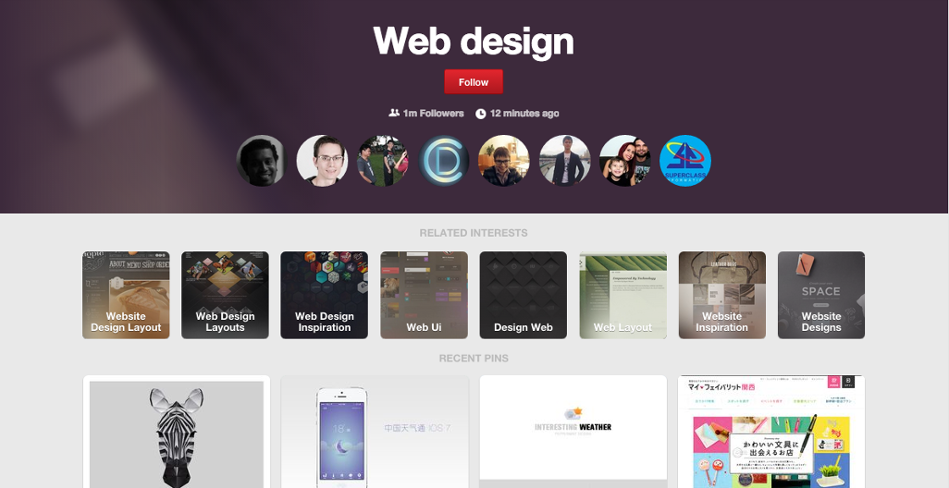 Web design
Follow
1m Followers 12 minutes ago
SUPERCLASS
RELATED INTERESTS
Website
Design Layout
Web Design
Layouts
Web Design
Inspiration
Web Ui
Design Web
Web Layout
Website
Inspiration
SPACE
Website
Designs
RECENT PINS
中国天气通 iOS 7
INTERESTING WEATHER
マイ♥フェイバリット関西
かわいい文具に
出会えるお店